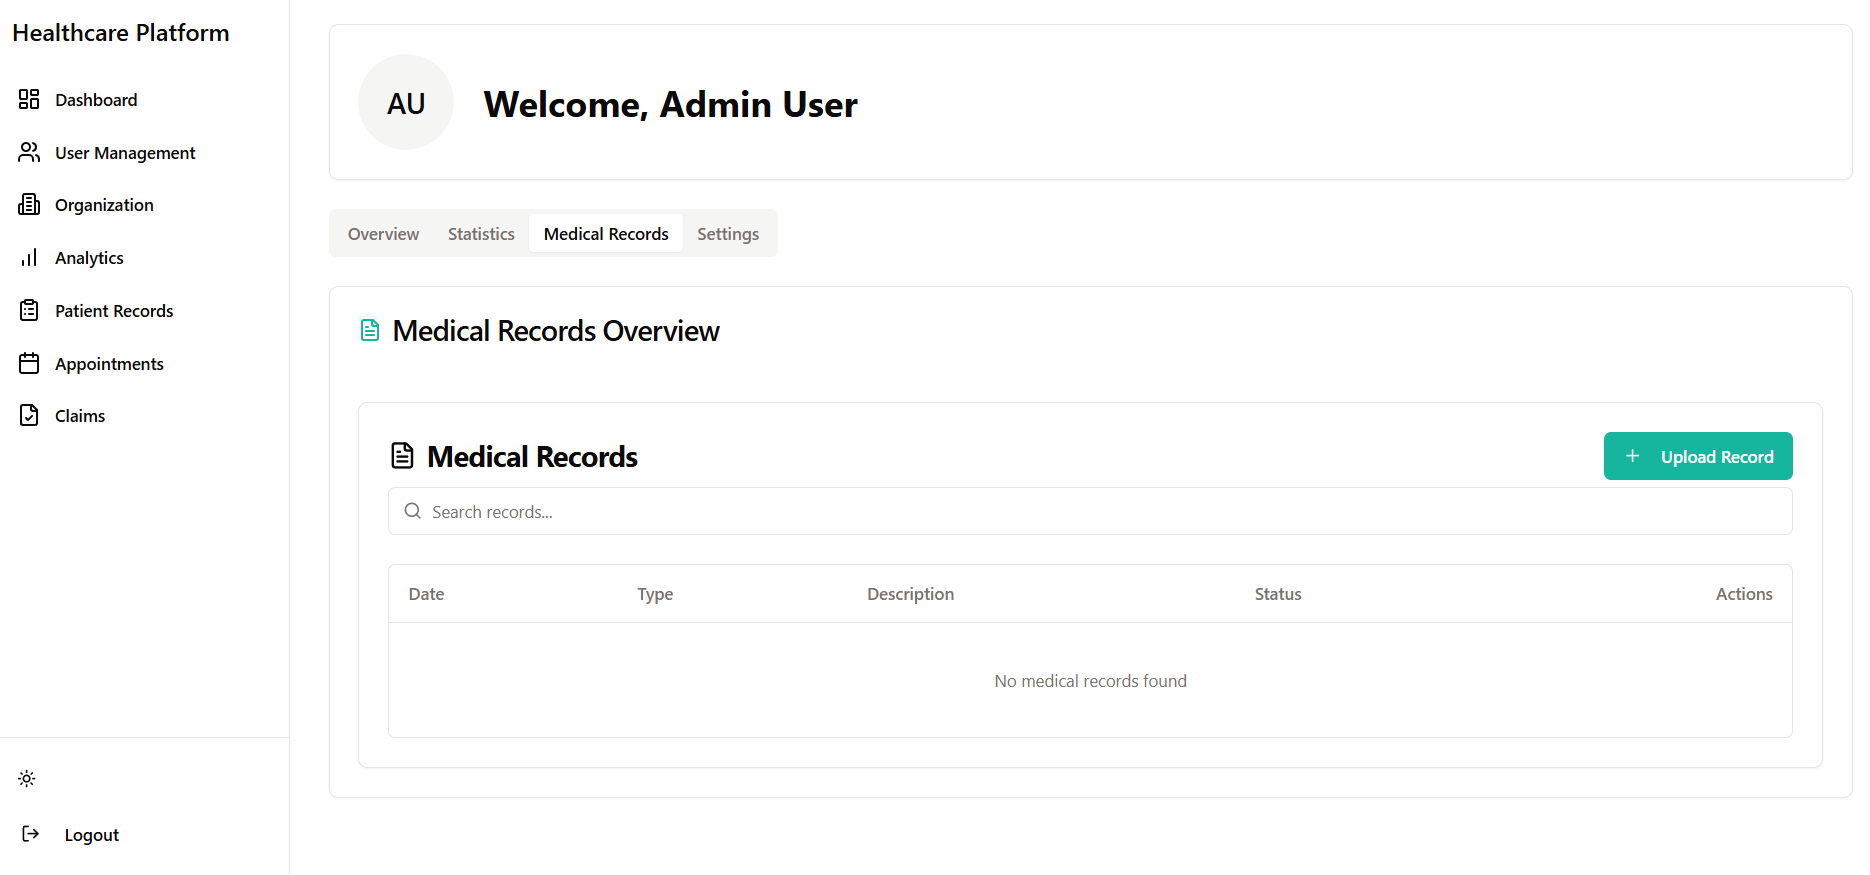 Healthcare Platform
Dashboard
User Management
Organization
Analytics
Patient Records
Appointments
Claims
Logout
AU
Welcome, Admin User
Overview Statistics Medical Records Settings
Medical Records Overview
Medical Records
Upload Record
Search records...
Date Type Description Status Actions
No medical records found